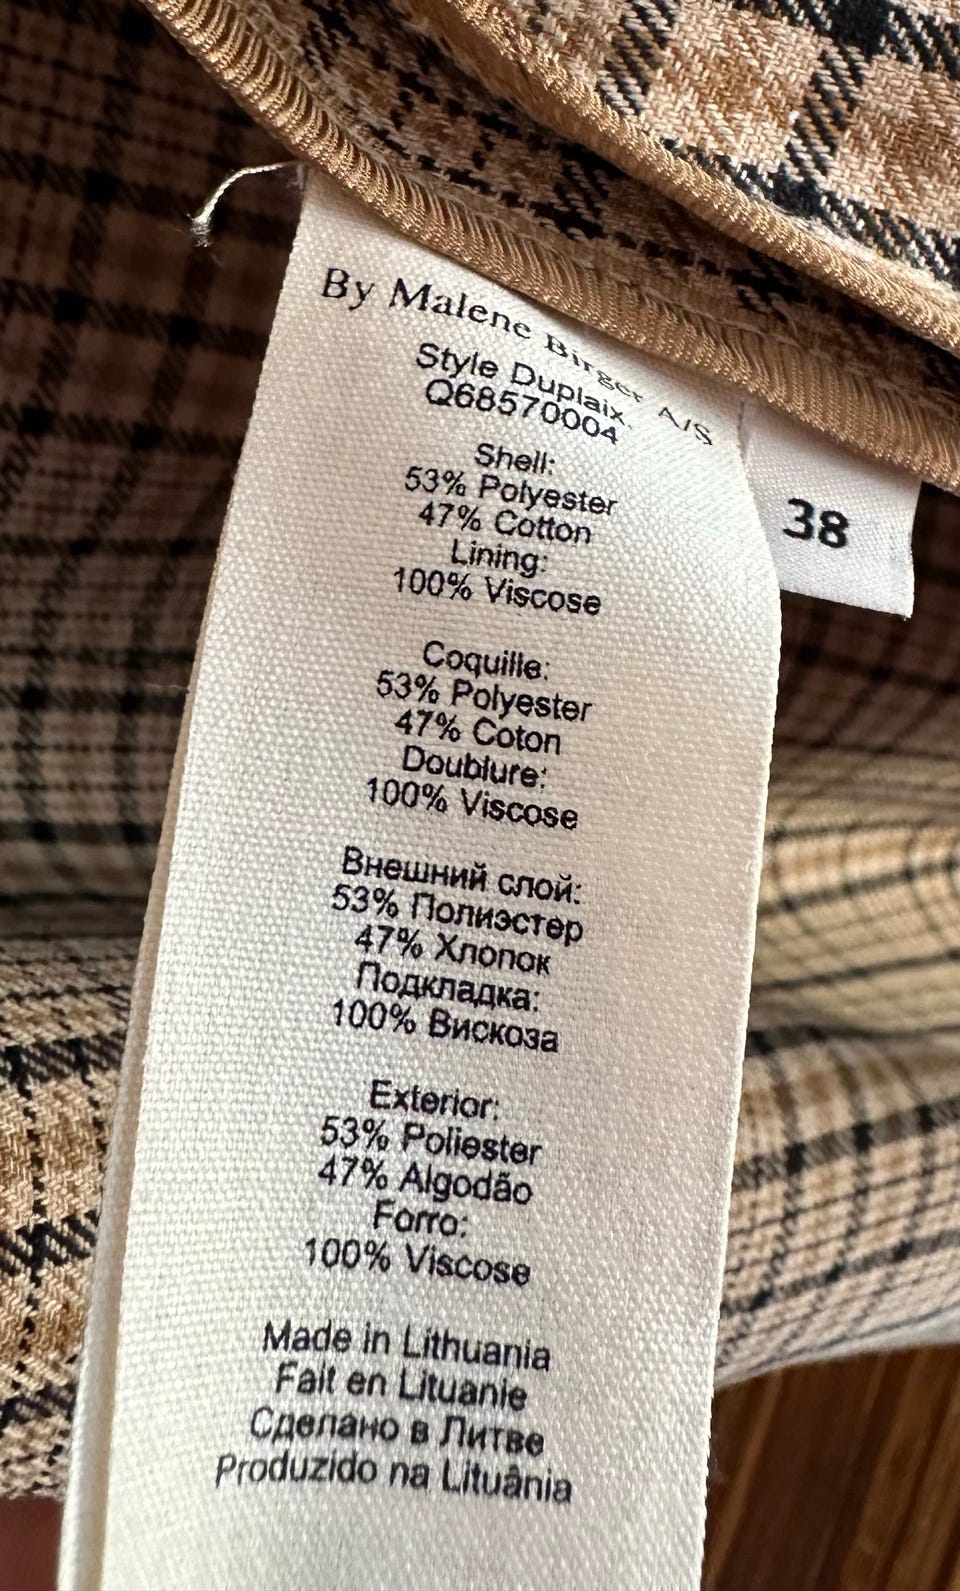 By Malene Birger A/S
Style Duplaix.
Q68570004
Shell:
53% Polyester
47% Cotton
Lining:
100% Viscose
Coquille:
53% Polyester
47% Coton
Doublure:
100% Viscose
Внешний слой:
53% Полиэстер
47% Хлопок
Подкладка:
100% Вискоза
Exterior:
53% Poliester
47% Algodão
Forro:
100% Viscose
Made in Lithuania
Fait en Lituanie
Сделано в Литве
Produzido na Lituânia
38